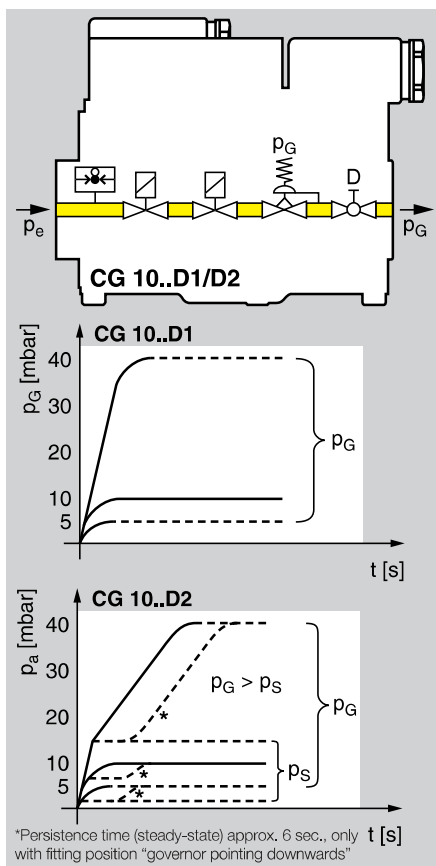 p_G
D
p_e
p_G
CG 10..D1/D2
CG 10..D1
p_G [mbar]
40
30
20
10
5
p_G
t [s]
CG 10..D2
p_a [mbar]
40
30
20
10
5
p_G > p_S
*
*
*
p_S
p_G
t [s]
*Persistence time (steady-state) approx. 6 sec., only
with fitting position “governor pointing downwards”